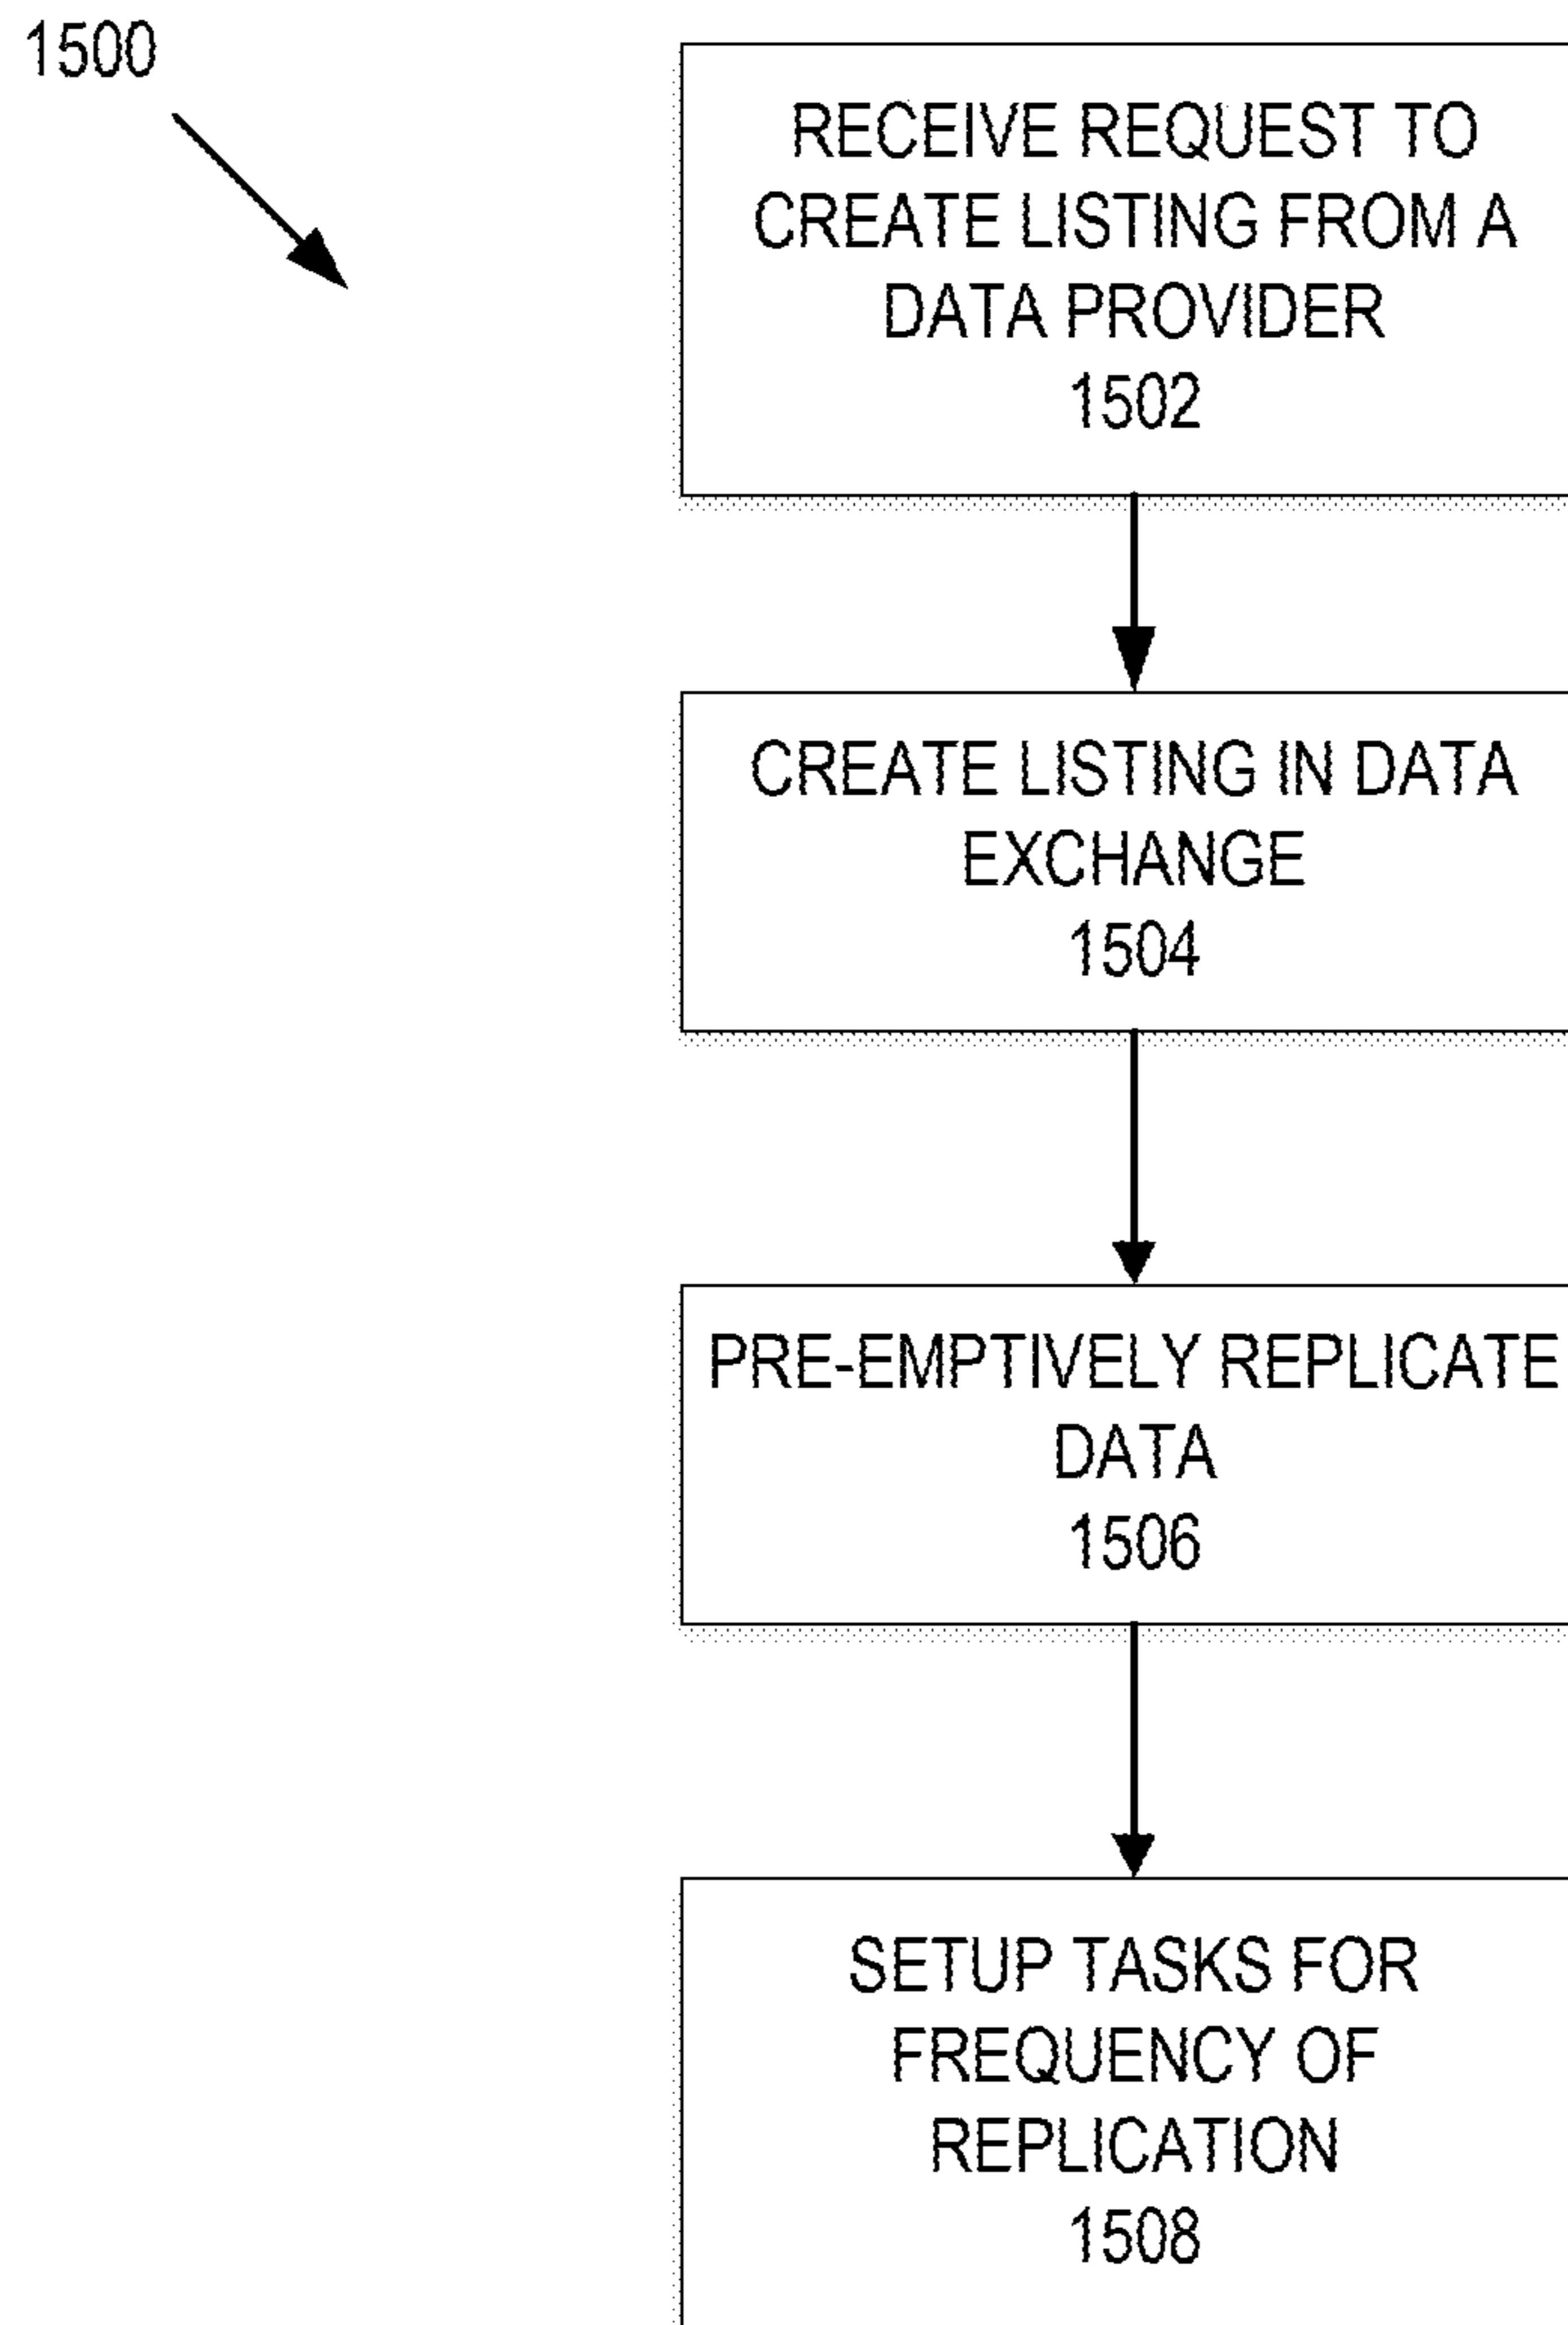 1500
RECEIVE REQUEST TO
CREATE LISTING FROM A
DATA PROVIDER
1502
CREATE LISTING IN DATA
EXCHANGE
1504
PRE-EMPTIVELY REPLICATE
DATA
1506
SETUP TASKS FOR
FREQUENCY OF
REPLICATION
1508